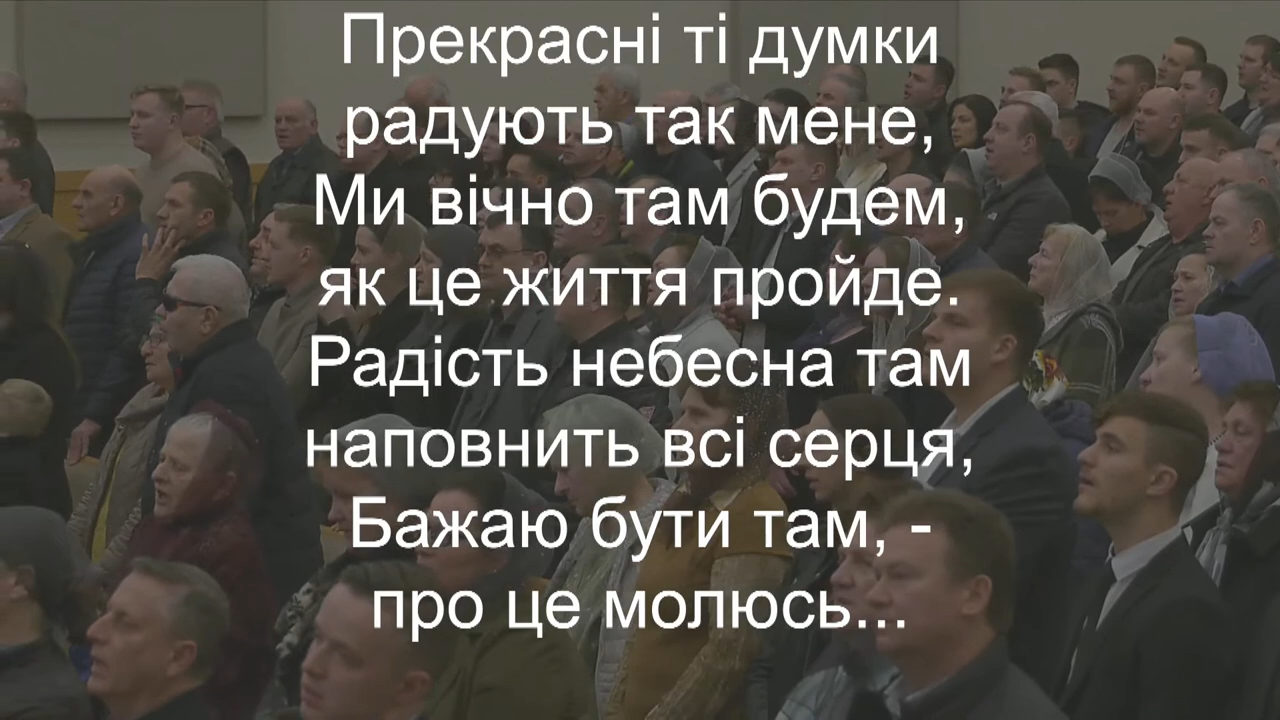 Прекрасні ті думки
радують так мене,
Ми вічно там будем,
як це життя пройде.
Радість небесна там
наповнить всі серця,
Бажаю бути там, -
про це молюсь...